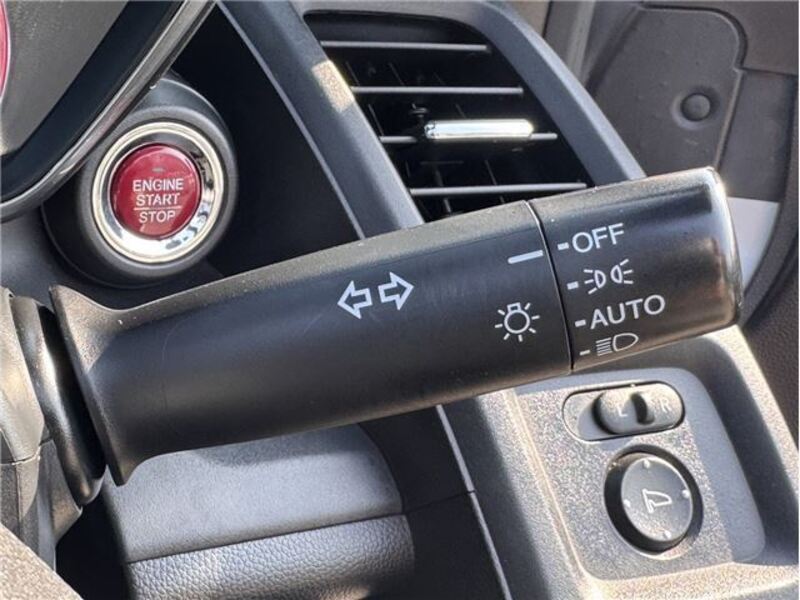 ENGINE
START
STOP
OFF
AUTO
L R